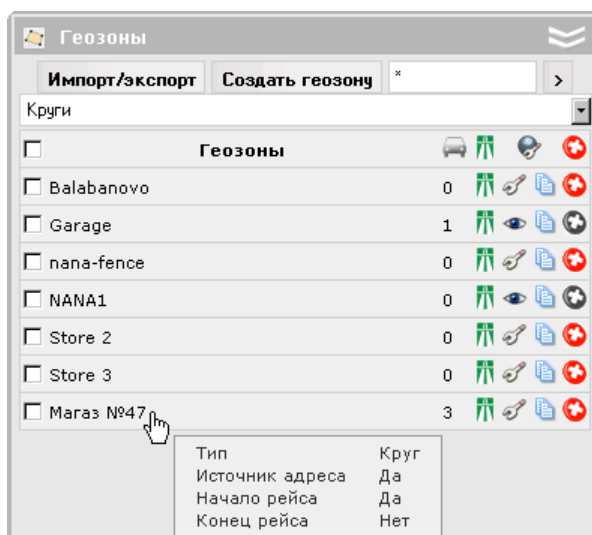 Геозоны
Импорт/экспорт Создать геозону * >
Круги
Геозоны
Balabanovo 0
Garage 1
nana-fence 0
NANA1 0
Store 2 0
Store 3 0
Магаз №47 3
Тип Круг
Источник адреса Да
Начало рейса Да
Конец рейса Нет